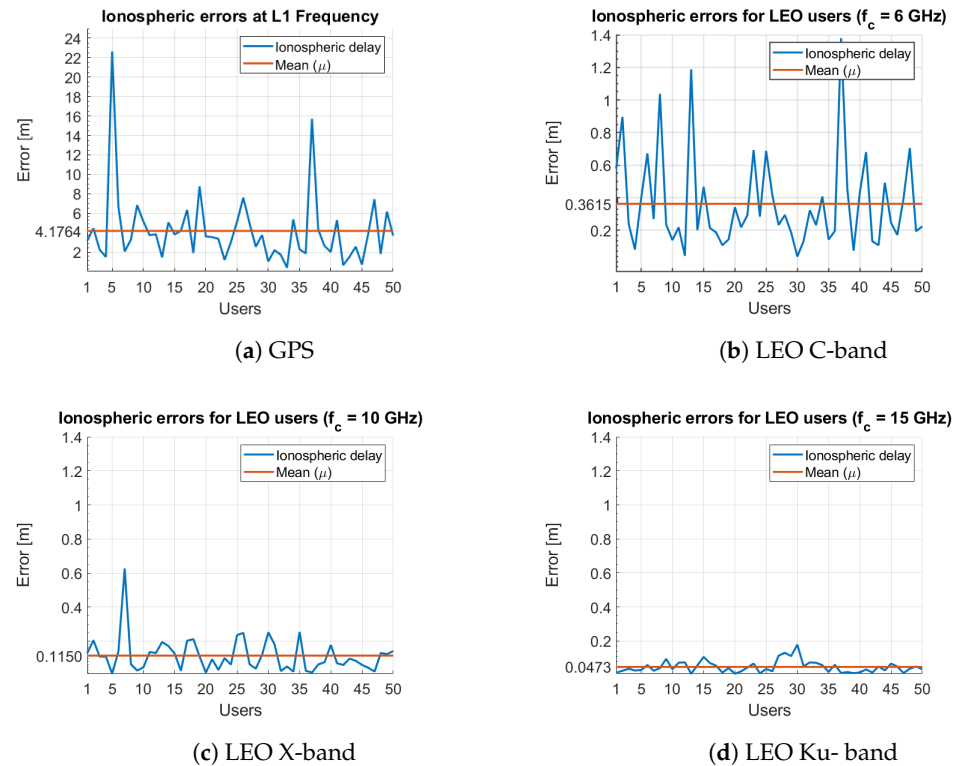 Ionospheric errors at L1 Frequency
24
22
20
18
16
14
12
10
8
6
4.1764
2
Error [m]
Ionospheric delay
Mean (μ)
1 5 10 15 20 25 30 35 40 45 50
Users
(a) GPS
Ionospheric errors for LEO users (f_c = 6 GHz)
1.4
1.2
1
0.8
0.6
0.3615
0.2
Error [m]
Ionospheric delay
Mean (μ)
1 5 10 15 20 25 30 35 40 45 50
Users
(b) LEO C-band
Ionospheric errors for LEO users (f_c = 10 GHz)
1.4
1.2
1
0.8
0.6
0.4
0.1150
Error [m]
Ionospheric delay
Mean (μ)
1 5 10 15 20 25 30 35 40 45 50
Users
(c) LEO X-band
Ionospheric errors for LEO users (f_c = 15 GHz)
1.4
1.2
1
0.8
0.6
0.4
0.2
0.0473
Error [m]
Ionospheric delay
Mean (μ)
1 5 10 15 20 25 30 35 40 45 50
Users
(d) LEO Ku- band